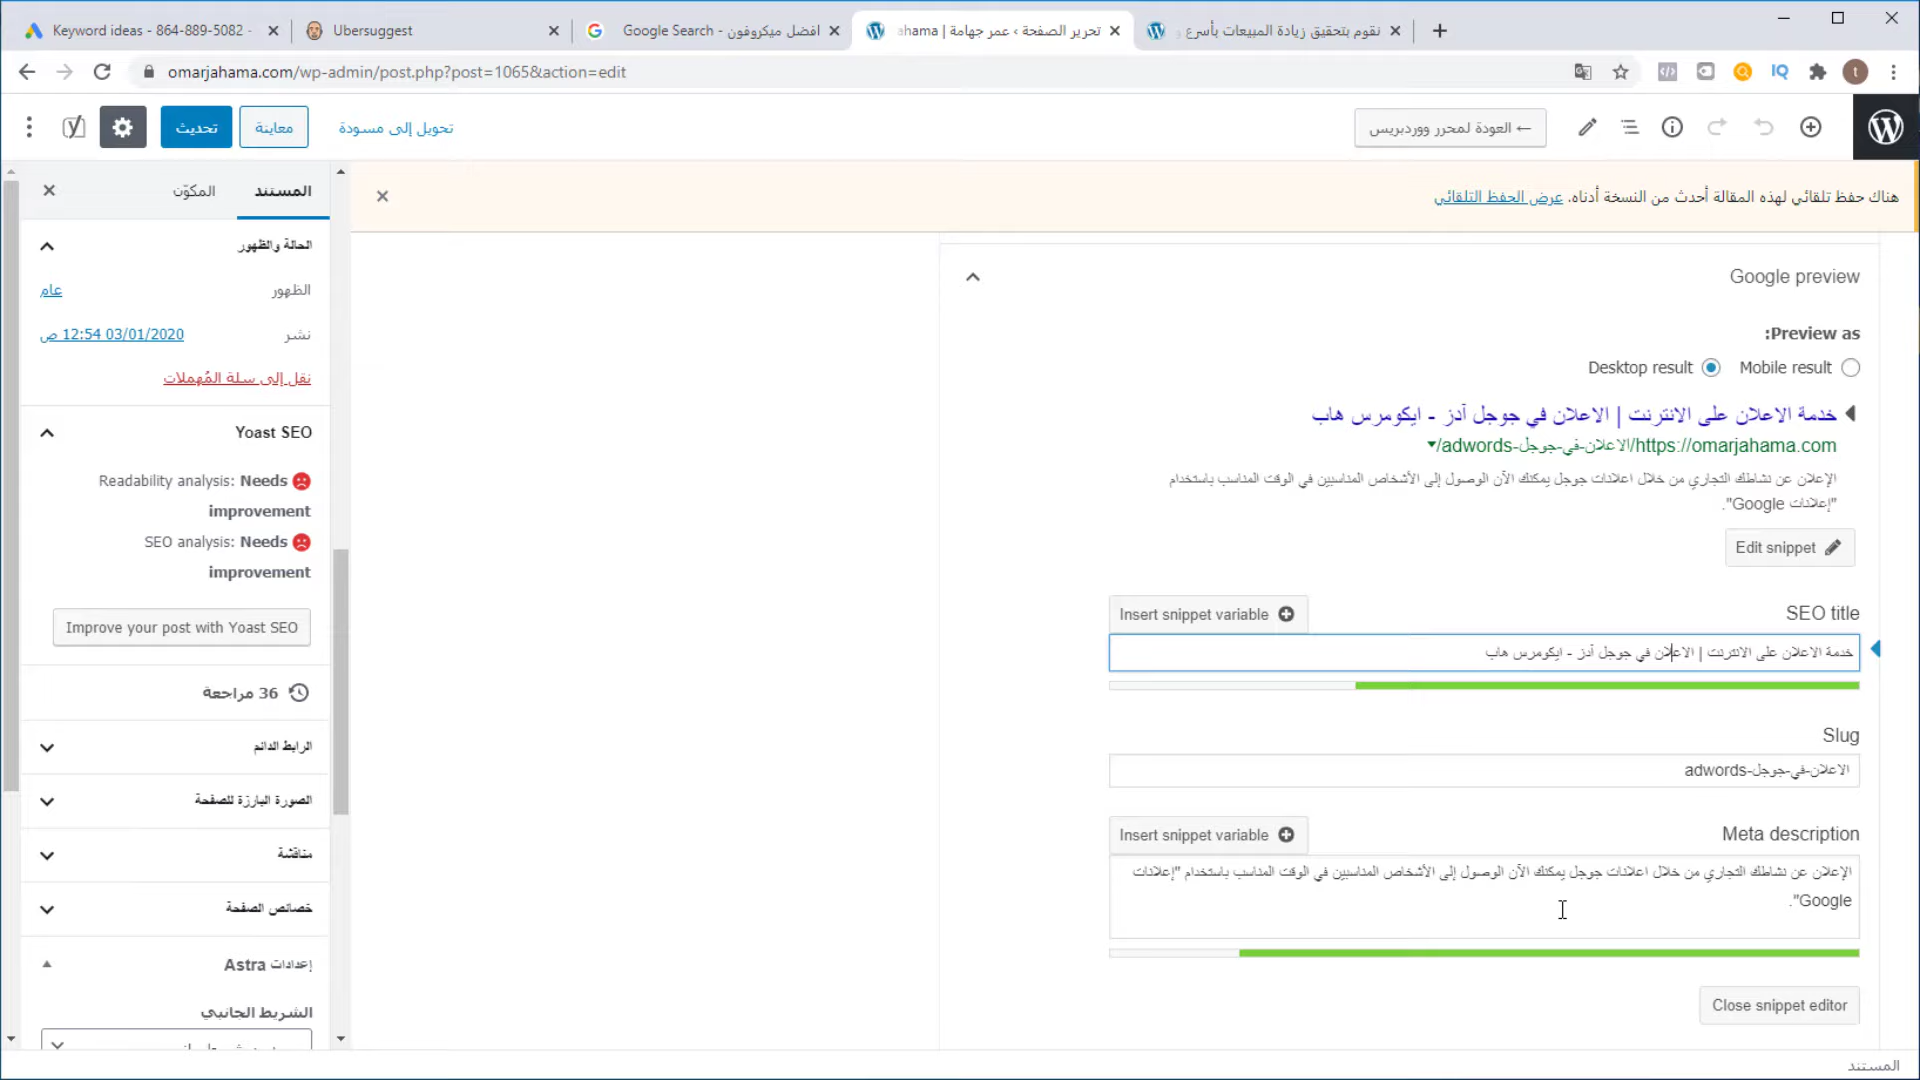 Keyword ideas - 864-889-5082 -
Ubersuggest
افضل ميكروفون - Google Search
تحرير الصفحة ‹ عمر جهامة | ahama
نقوم بتحقيق زيادة المبيعات بأسرع و
omarjahama.com/wp-admin/post.php?post=1065&action=edit
IQ
t
→ العودة لمحرر ووردبريس
تحويل إلى مسودة
معاينة
تحديث
هناك حفظ تلقائي لهذه المقالة أحدث من النسخة أدناه. عرض الحفظ التلقائي
المستند
المكوّن
الحالة والظهور
الظهور
عام
نشر
03/01/2020 12:54 ص
نقل إلى سلة المُهملات
Yoast SEO
Readability analysis: Needs
improvement
SEO analysis: Needs
improvement
Improve your post with Yoast SEO
36 مراجعة
الرابط الدائم
الصورة البارزة للصفحة
مناقشة
خصائص الصفحة
إعدادات Astra
الشريط الجانبي
Google preview
Preview as:
Mobile result
Desktop result
خدمة الاعلان على الانترنت | الاعلان في جوجل آدز - ايكومرس هاب
https://omarjahama.com/الاعلان-في-جوجل-adwords/
الإعلان عن نشاطك التجاري من خلال اعلانات جوجل يمكنك الآن الوصول إلى الأشخاص المناسبين في الوقت المناسب باستخدام
"إعلانات Google".
Edit snippet
SEO title
Insert snippet variable
خدمة الاعلان على الانترنت | الاعلان في جوجل آدز - ايكومرس هاب
Slug
الاعلان-في-جوجل-adwords
Meta description
Insert snippet variable
الإعلان عن نشاطك التجاري من خلال اعلانات جوجل يمكنك الآن الوصول إلى الأشخاص المناسبين في الوقت المناسب باستخدام "إعلانات
Google".
Close snippet editor
المستند